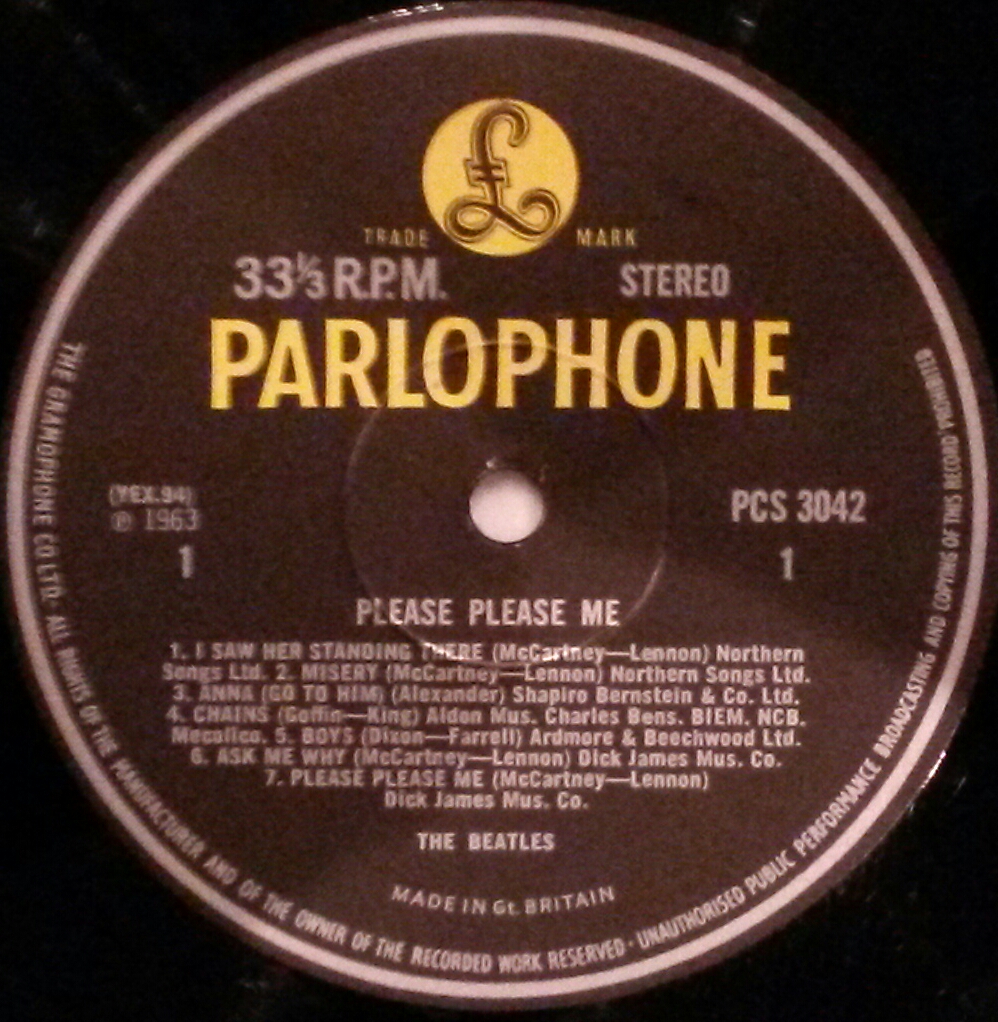 £
TRADE MARK
33⅓ R.P.M. STEREO
PARLOPHONE
(YEX.94) PCS 3042
℗ 1963
1 1
PLEASE PLEASE ME
1. I SAW HER STANDING THERE (McCartney—Lennon) Northern
Songs Ltd. 2. MISERY (McCartney—Lennon) Northern Songs Ltd.
3. ANNA (GO TO HIM) (Alexander) Shapiro Bernstein & Co. Ltd.
4. CHAINS (Goffin—King) Aldon Mus. Charles Bens. BIEM. NCB.
Mecolico. 5. BOYS (Dixon—Farrell) Ardmore & Beechwood Ltd.
6. ASK ME WHY (McCartney—Lennon) Dick James Mus. Co.
7. PLEASE PLEASE ME (McCartney—Lennon)
Dick James Mus. Co.
THE BEATLES
MADE IN Gt. BRITAIN
THE GRAMOPHONE CO LTD. ALL RIGHTS OF THE MANUFACTURER AND OF THE OWNER OF THE RECORDED WORK RESERVED · UNAUTHORISED PUBLIC PERFORMANCE BROADCASTING AND COPYING OF THIS RECORD PROHIBITED